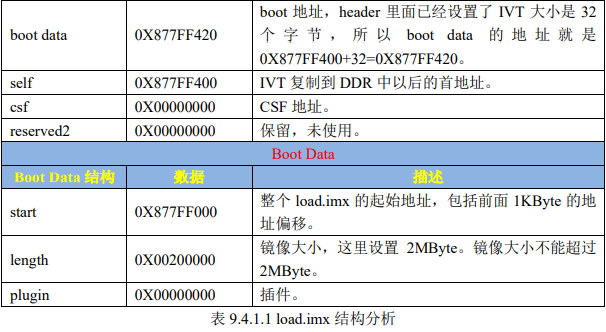 boot data 0X877FF420 boot 地址，header 里面已经设置了 IVT 大小是 32
个字节，所以 boot data 的地址就是
0X877FF400+32=0X877FF420。
self 0X877FF400 IVT 复制到 DDR 中以后的首地址。
csf 0X00000000 CSF 地址。
reserved2 0X00000000 保留，未使用。
Boot Data
Boot Data 结构 数据 描述
start 0X877FF000 整个 load.imx 的起始地址，包括前面 1KByte 的地
址偏移。
length 0X00200000 镜像大小，这里设置 2MByte。镜像大小不能超过
2MByte。
plugin 0X00000000 插件。
表 9.4.1.1 load.imx 结构分析